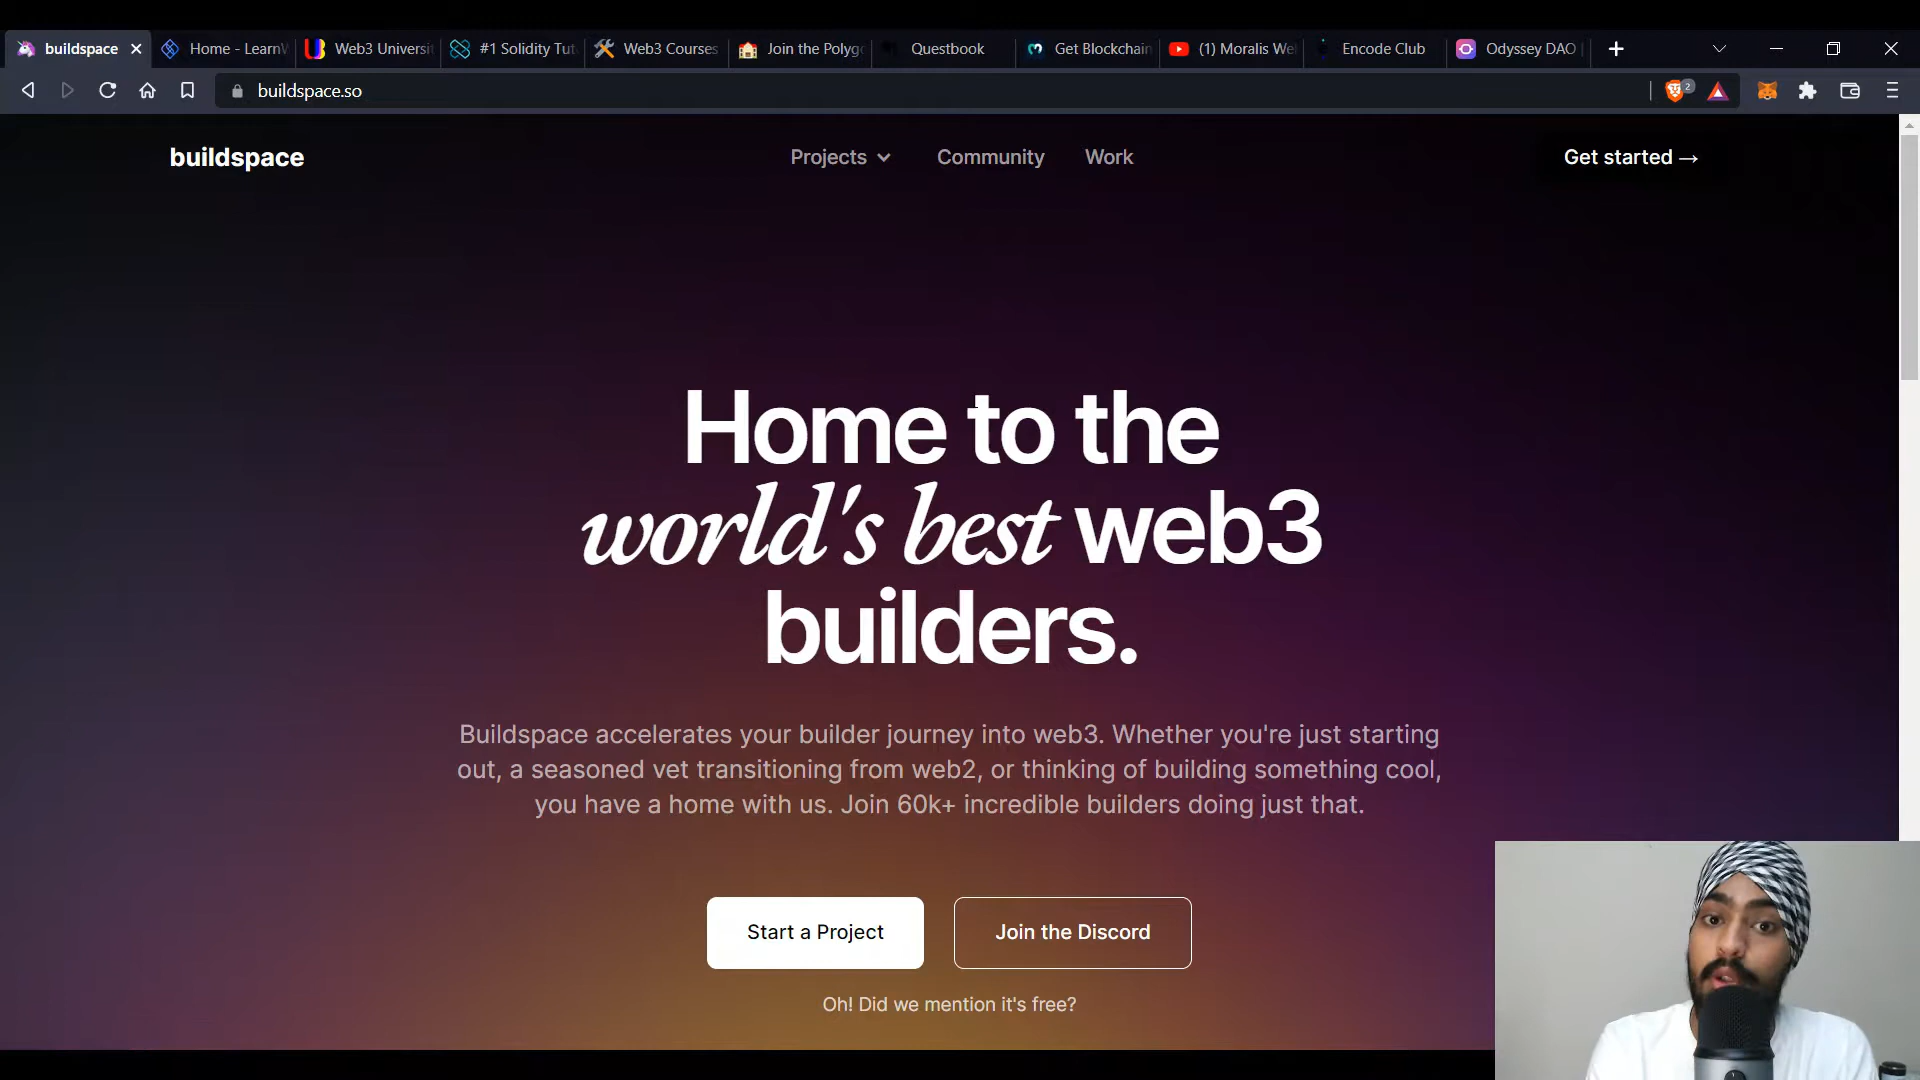 buildspace
Home - LearnW
Web3 Universi
#1 Solidity Tut
Web3 Courses
Join the Polygo
Questbook
Get Blockchain
(1) Moralis We
Encode Club
Odyssey DAO
buildspace.so
2
buildspace
Projects
Community
Work
Get started →
Home to the
world's best web3
builders.
Buildspace accelerates your builder journey into web3. Whether you're just starting
out, a seasoned vet transitioning from web2, or thinking of building something cool,
you have a home with us. Join 60k+ incredible builders doing just that.
Start a Project
Join the Discord
Oh! Did we mention it's free?